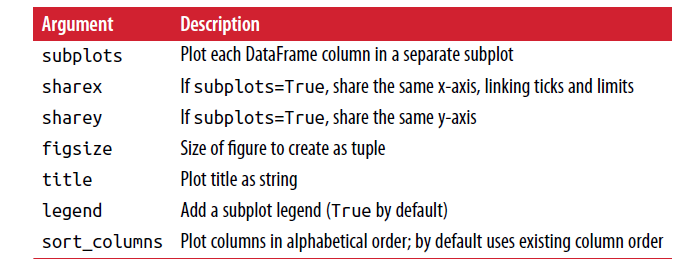 Argument Description
subplots Plot each DataFrame column in a separate subplot
sharex If subplots=True, share the same x-axis, linking ticks and limits
sharey If subplots=True, share the same y-axis
figsize Size of figure to create as tuple
title Plot title as string
legend Add a subplot legend (True by default)
sort_columns Plot columns in alphabetical order; by default uses existing column order